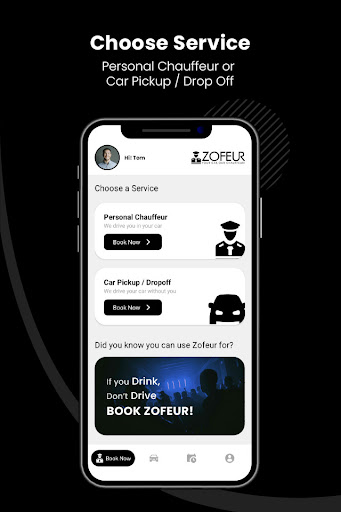 Choose Service
Personal Chauffeur or
Car Pickup / Drop Off
Hi! Tom
ZOFEUR
Choose a Service
Personal Chauffeur
We drive you in your car
Book Now
Car Pickup / Dropoff
We drive your car without you
Book Now
Did you know you can use Zofeur for?
If you Drink,
Don't Drive
BOOK ZOFEUR!
Book Now